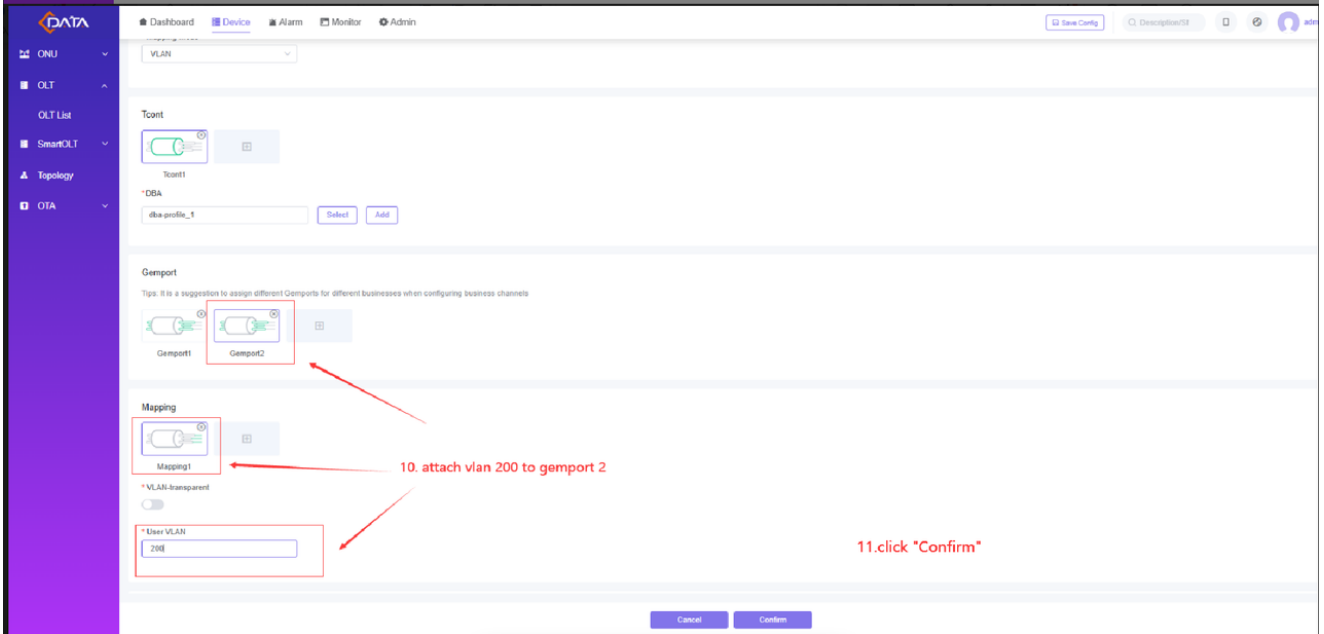 DATA
Dashboard Device Alarm Monitor Admin
Save Config
Description/SN
ONU
OLT
OLT List
SmartOLT
Topology
OTA
VLAN
Tcont
Tcont1
*DBA
dba-profile_1
Select Add
Gemport
Tips: It is a suggestion to assign different Gemports for different businesses when configuring business channels
Gemport1 Gemport2
Mapping
Mapping1
10. attach vlan 200 to gemport 2
* VLAN-transparent
* User VLAN
200
11.click "Confirm"
Cancel Confirm